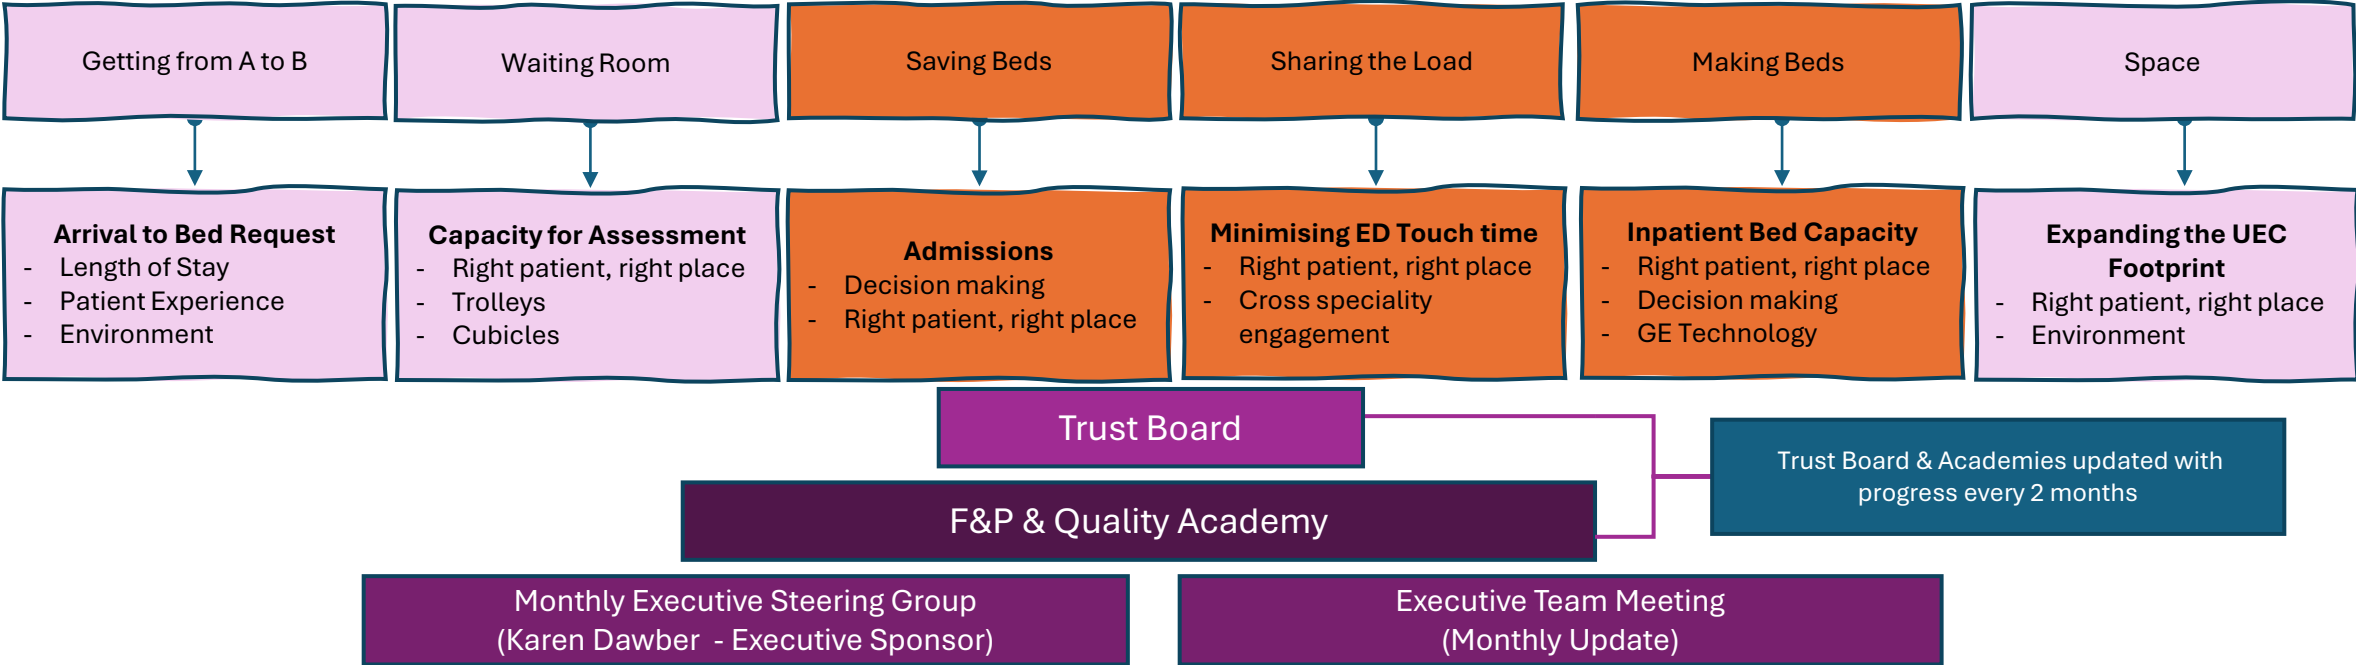 Getting from A to B
Waiting Room
Saving Beds
Sharing the Load
Making Beds
Space
Arrival to Bed Request
- Length of Stay
- Patient Experience
- Environment
Capacity for Assessment
- Right patient, right place
- Trolleys
- Cubicles
Admissions
- Decision making
- Right patient, right place
Minimising ED Touch time
- Right patient, right place
- Cross speciality
engagement
Inpatient Bed Capacity
- Right patient, right place
- Decision making
- GE Technology
Expanding the UEC
Footprint
- Right patient, right place
- Environment
Trust Board
Trust Board & Academies updated with
progress every 2 months
F&P & Quality Academy
Monthly Executive Steering Group
(Karen Dawber - Executive Sponsor)
Executive Team Meeting
(Monthly Update)